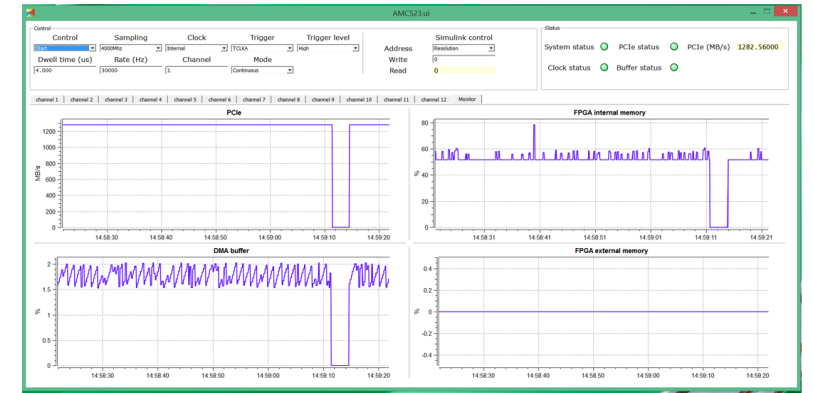 AMC523.ui
Control
Control Sampling Clock Trigger Trigger level
Start 4000Mhz Internal TCLKA High
Dwell time (us) Rate (Hz) Channel Mode
4.000 30000 1 Continuous
Simulink control
Address Resolution
Write 0
Read 0
Status
System status PCIe status PCIe (MB/s) 1282.56000
Clock status Buffer status
channel 1 channel 2 channel 3 channel 4 channel 5 channel 6 channel 7 channel 8 channel 9 channel 10 channel 11 channel 12 Monitor
PCIe
MB/s
1200
1000
800
600
400
200
0
14:58:30 14:58:40 14:58:50 14:59:00 14:59:10 14:59:20
FPGA internal memory
%
80
60
40
20
0
14:58:31 14:58:41 14:58:51 14:59:01 14:59:11 14:59:21
DMA buffer
%
2
1.5
1
0.5
0
14:58:30 14:58:40 14:58:50 14:59:00 14:59:10 14:59:20
FPGA external memory
%
0.4
0.2
0
-0.2
-0.4
14:58:30 14:58:40 14:58:50 14:59:00 14:59:10 14:59:20